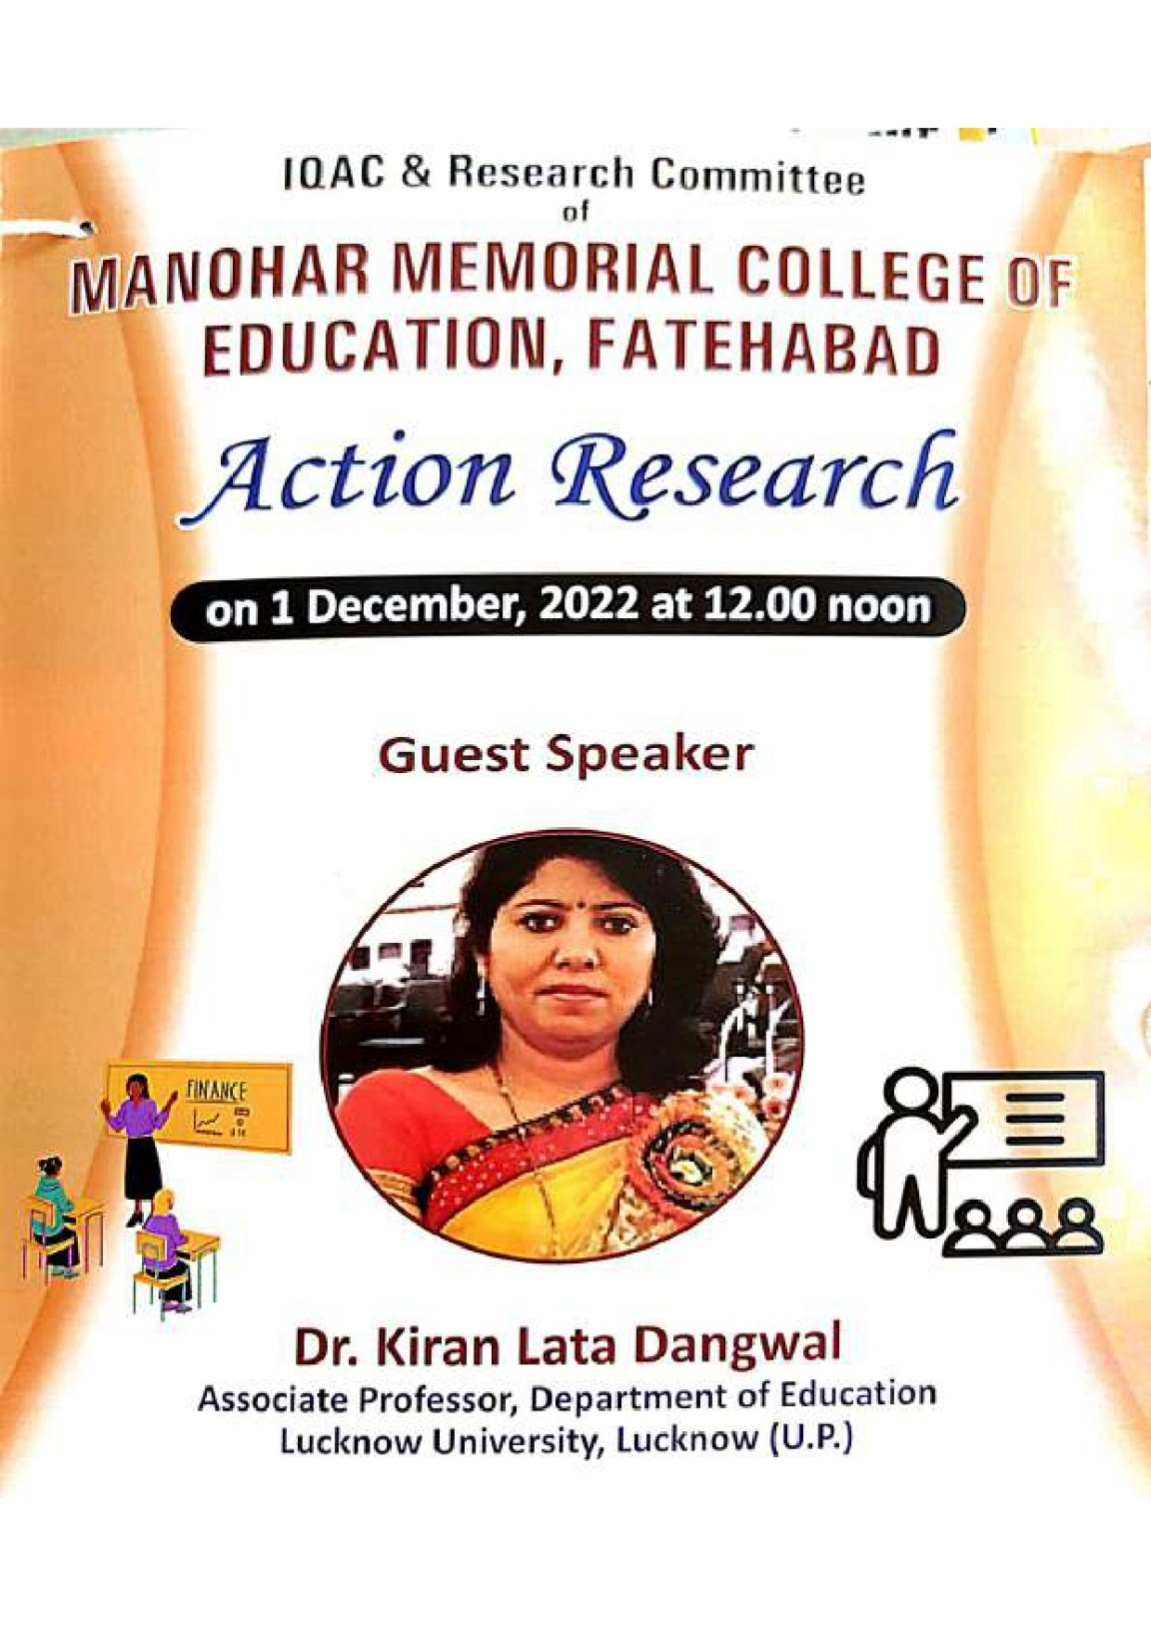 IQAC & Research Committee
of
MANOHAR MEMORIAL COLLEGE OF
EDUCATION, FATEHABAD
Action Research
on 1 December, 2022 at 12.00 noon
Guest Speaker
FINANCE
Dr. Kiran Lata Dangwal
Associate Professor, Department of Education
Lucknow University, Lucknow (U.P.)